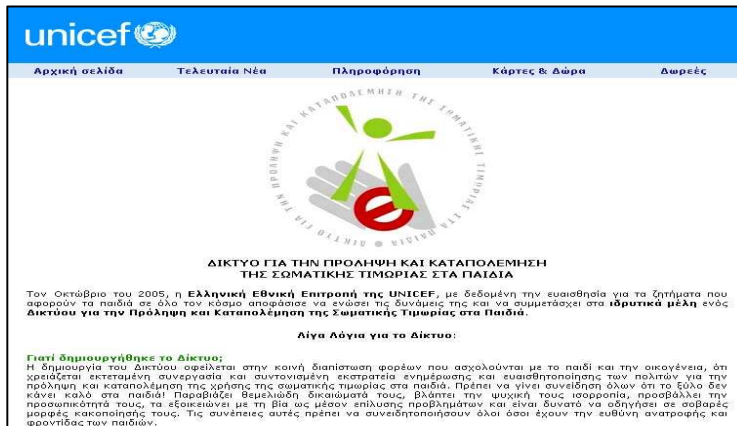 unicef
Αρχική σελίδα Τελευταία Νέα Πληροφόρηση Κάρτες & Δώρα Δωρεές
ΔΙΚΤΥΟ ΓΙΑ ΤΗΝ ΠΡΟΛΗΨΗ ΚΑΙ ΚΑΤΑΠΟΛΕΜΗΣΗ ΤΗΣ ΣΩΜΑΤΙΚΗΣ ΤΙΜΩΡΙΑΣ ΣΤΑ ΠΑΙΔΙΑ
ΔΙΚΤΥΟ ΓΙΑ ΤΗΝ ΠΡΟΛΗΨΗ ΚΑΙ ΚΑΤΑΠΟΛΕΜΗΣΗ
ΤΗΣ ΣΩΜΑΤΙΚΗΣ ΤΙΜΩΡΙΑΣ ΣΤΑ ΠΑΙΔΙΑ
Τον Οκτώβριο του 2005, η Ελληνική Εθνική Επιτροπή της UNICEF, με δεδομένη την ευαισθησία για τα ζητήματα που
αφορούν τα παιδιά σε όλο τον κόσμο αποφάσισε να ενώσει τις δυνάμεις της και να συμμετάσχει στα ιδρυτικά μέλη ενός
Δικτύου για την Πρόληψη και Καταπολέμηση της Σωματικής Τιμωρίας στα Παιδιά.
Λίγα Λόγια για το Δίκτυο:
Γιατί δημιουργήθηκε το Δίκτυο;
Η δημιουργία του Δικτύου οφείλεται στην κοινή διαπίστωση φορέων που ασχολούνται με το παιδί και την οικογένεια, ότι
χρειάζεται εκτεταμένη συνεργασία και συντονισμένη εκστρατεία ενημέρωσης και ευαισθητοποίησης των πολιτών για την
πρόληψη και καταπολέμηση της χρήσης της σωματικής τιμωρίας στα παιδιά. Πρέπει να γίνει συνείδηση όλων ότι το ξύλο δεν
κάνει καλό στα παιδιά! Παραβιάζει θεμελιώδη δικαιώματά τους, βλάπτει την ψυχική τους ισορροπία, προσβάλλει την
προσωπικότητά τους, τα εξοικειώνει με τη βία ως μέσον επίλυσης προβλημάτων και είναι δυνατό να οδηγήσει σε σοβαρές
μορφές κακοποίησής τους. Τις συνέπειες αυτές πρέπει να συνειδητοποιήσουν όλοι όσοι έχουν την ευθύνη ανατροφής και
φροντίδας των παιδιών.